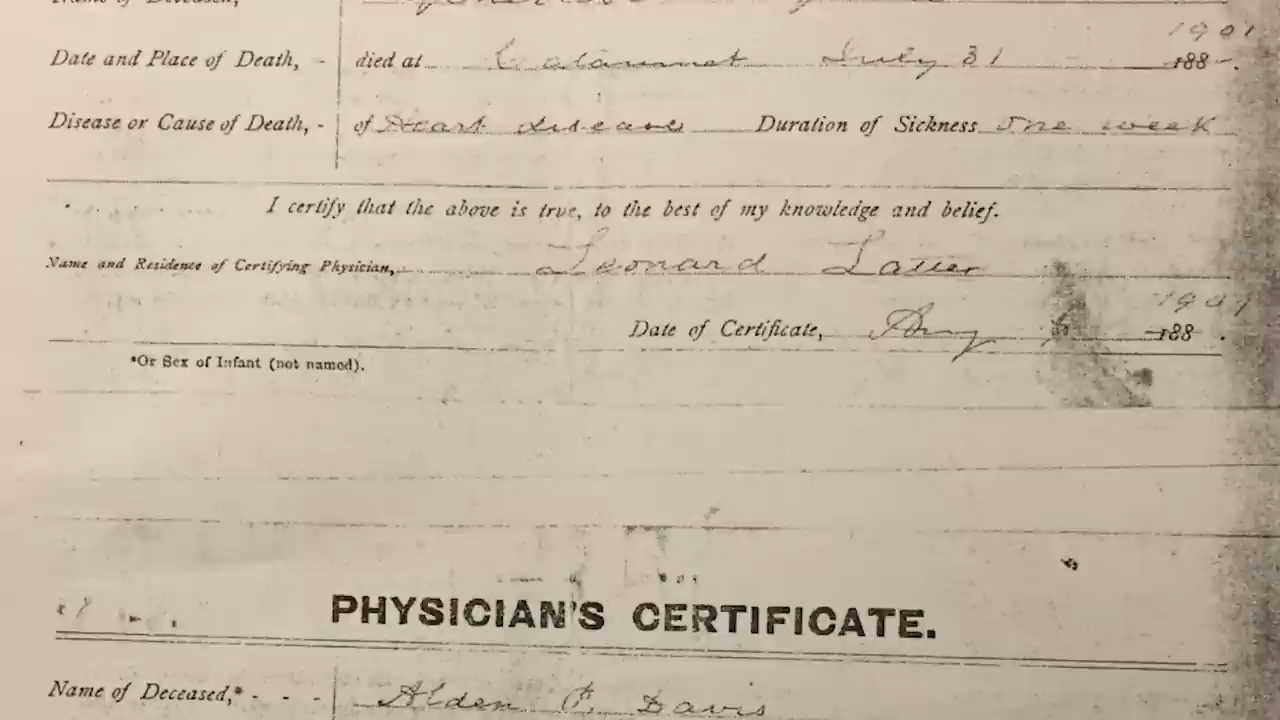 1901
Date and Place of Death, - died at Cataumet July 31 188 .
Disease or Cause of Death, - of Heart disease Duration of Sickness One week
I certify that the above is true, to the best of my knowledge and belief.
Name and Residence of Certifying Physician, Leonard Latter
1901
Date of Certificate, Aug 188 .
*Or Sex of Infant (not named).
PHYSICIAN'S CERTIFICATE.
Name of Deceased,* - - - Alden P. Davis